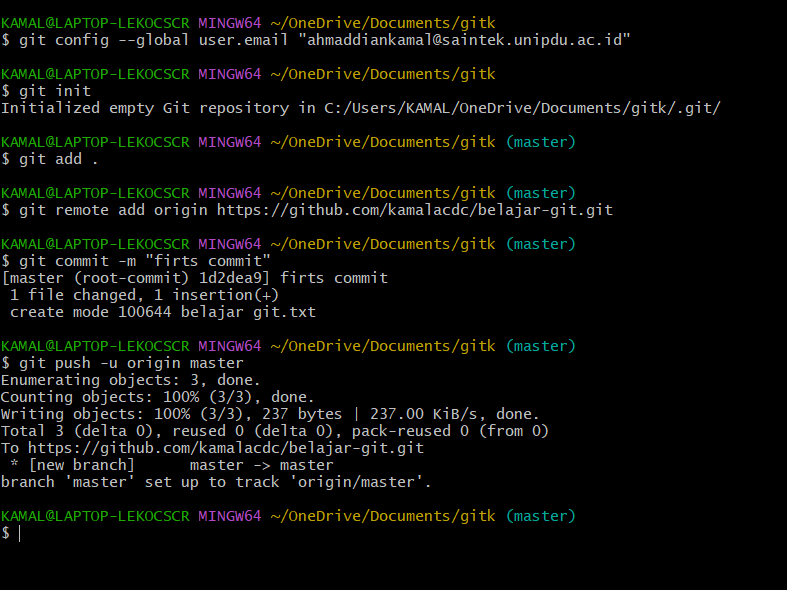 KAMAL@LAPTOP-LEKOCSCR MINGW64 ~/OneDrive/Documents/gitk
$ git config --global user.email "ahmaddiankamal@saintek.unipdu.ac.id"
KAMAL@LAPTOP-LEKOCSCR MINGW64 ~/OneDrive/Documents/gitk
$ git init
Initialized empty Git repository in C:/Users/KAMAL/OneDrive/Documents/gitk/.git/
KAMAL@LAPTOP-LEKOCSCR MINGW64 ~/OneDrive/Documents/gitk (master)
$ git add .
KAMAL@LAPTOP-LEKOCSCR MINGW64 ~/OneDrive/Documents/gitk (master)
$ git remote add origin https://github.com/kamalacdc/belajar-git.git
KAMAL@LAPTOP-LEKOCSCR MINGW64 ~/OneDrive/Documents/gitk (master)
$ git commit -m "firts commit"
[master (root-commit) 1d2dea9] firts commit
 1 file changed, 1 insertion(+)
 create mode 100644 belajar git.txt
KAMAL@LAPTOP-LEKOCSCR MINGW64 ~/OneDrive/Documents/gitk (master)
$ git push -u origin master
Enumerating objects: 3, done.
Counting objects: 100% (3/3), done.
Writing objects: 100% (3/3), 237 bytes | 237.00 KiB/s, done.
Total 3 (delta 0), reused 0 (delta 0), pack-reused 0 (from 0)
To https://github.com/kamalacdc/belajar-git.git
 * [new branch]      master -> master
branch 'master' set up to track 'origin/master'.
KAMAL@LAPTOP-LEKOCSCR MINGW64 ~/OneDrive/Documents/gitk (master)
$